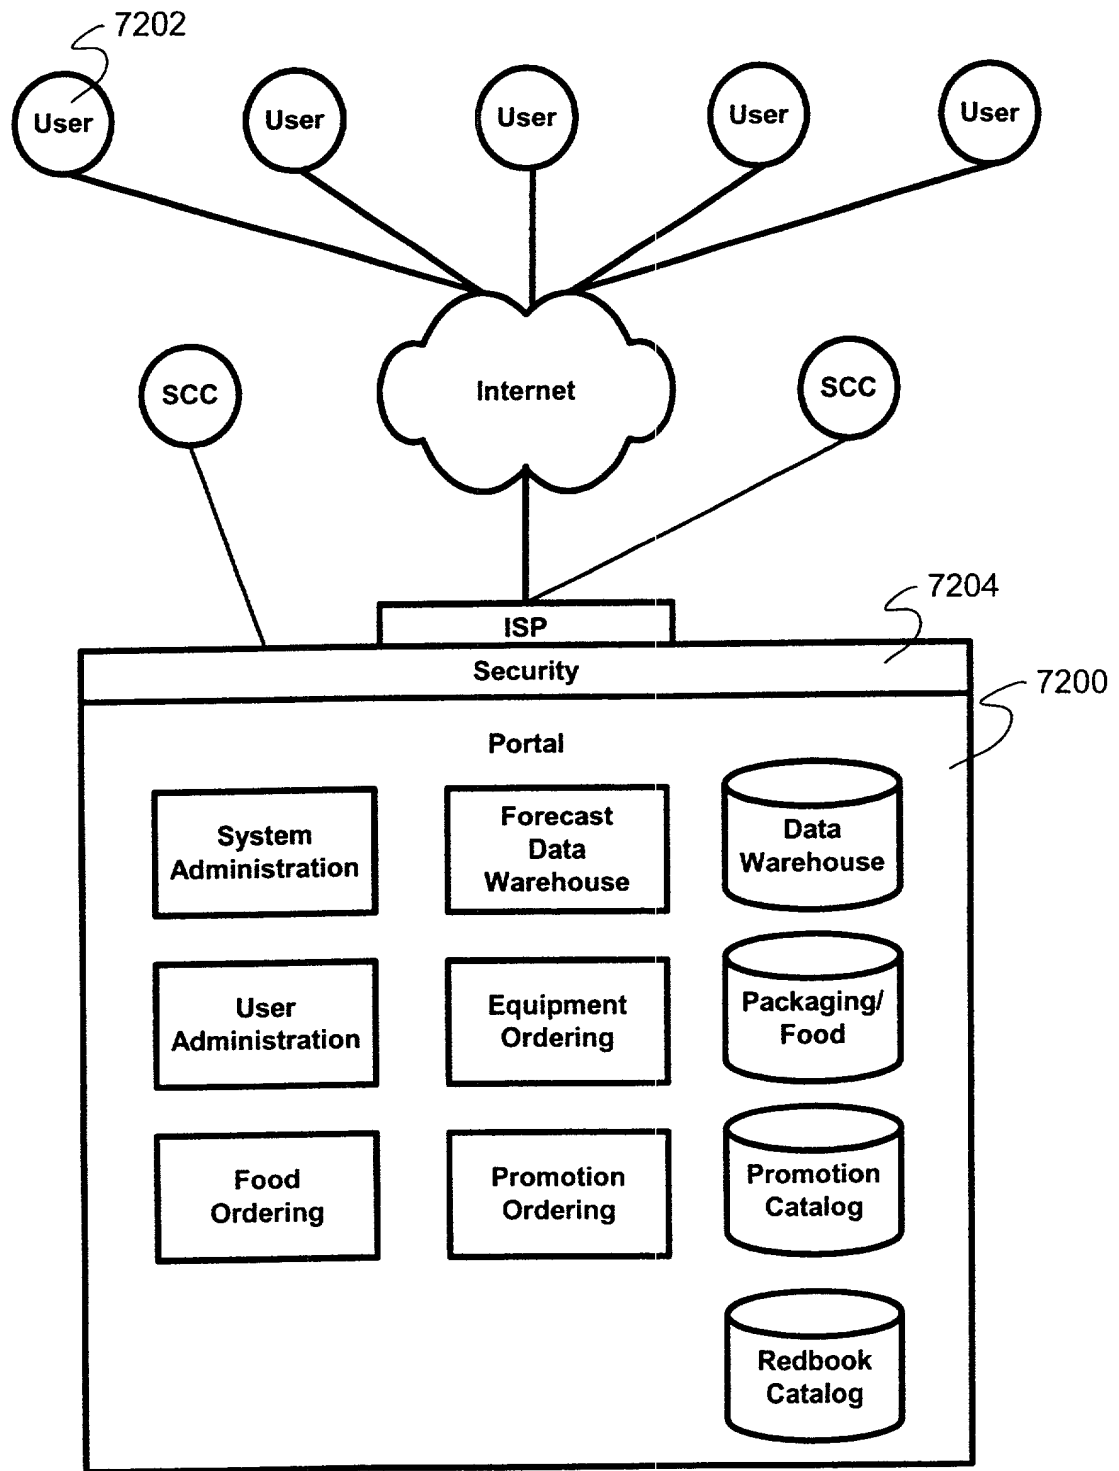 7202
User
User
User
User
User
SCC
Internet
SCC
ISP
7204
Security
7200
Portal
System
Administration
Forecast
Data
Warehouse
Data
Warehouse
User
Administration
Equipment
Ordering
Packaging/
Food
Food
Ordering
Promotion
Ordering
Promotion
Catalog
Redbook
Catalog